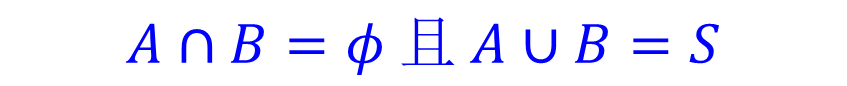 A ∩ B = ϕ 且 A ∪ B = S